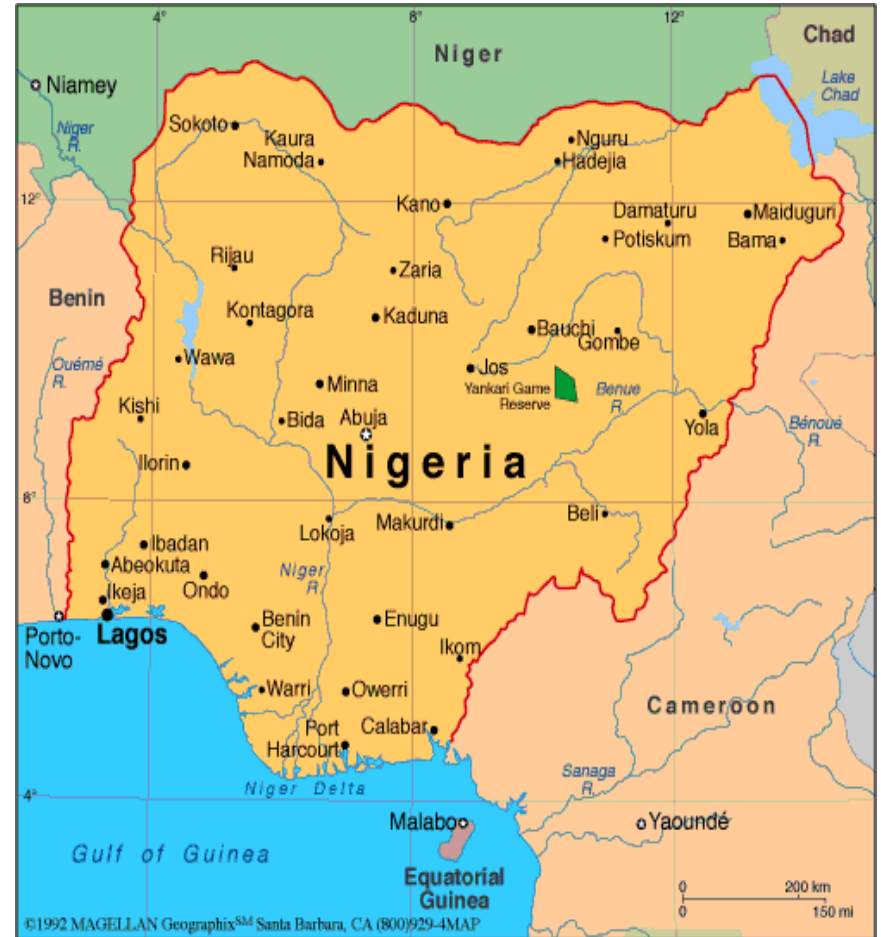 4°
8°
12°
Chad
Niger
Niamey
Lake
Chad
Niger
R.
Sokoto
Kaura
Namoda
Nguru
Hadejia
12°
Kano
Damaturu
Maiduguri
Potiskum
Bama
Rijau
Zaria
Benin
Kontagora
Kaduna
Bauchi
Gombe
Ouémé
R.
Wawa
Jos
Minna
Yankari Game
Reserve
Benue
R.
Kishi
Bida
Abuja
Yola
Bénoué
R.
Nigeria
Ilorin
8°
Lokoja
Makurdi
Beli
Ibadan
Abeokuta
Niger
R.
Ondo
Ikeja
Lagos
Porto-
Novo
Benin
City
Enugu
Ikom
Warri
Owerri
Cameroon
Port
Harcourt
Calabar
Sanaga
R.
Niger Delta
4°
Malabo
Yaoundé
Gulf of Guinea
Equatorial
Guinea
0 200 km
0 150 mi
©1992 MAGELLAN Geographix℠ Santa Barbara, CA (800)929-4MAP